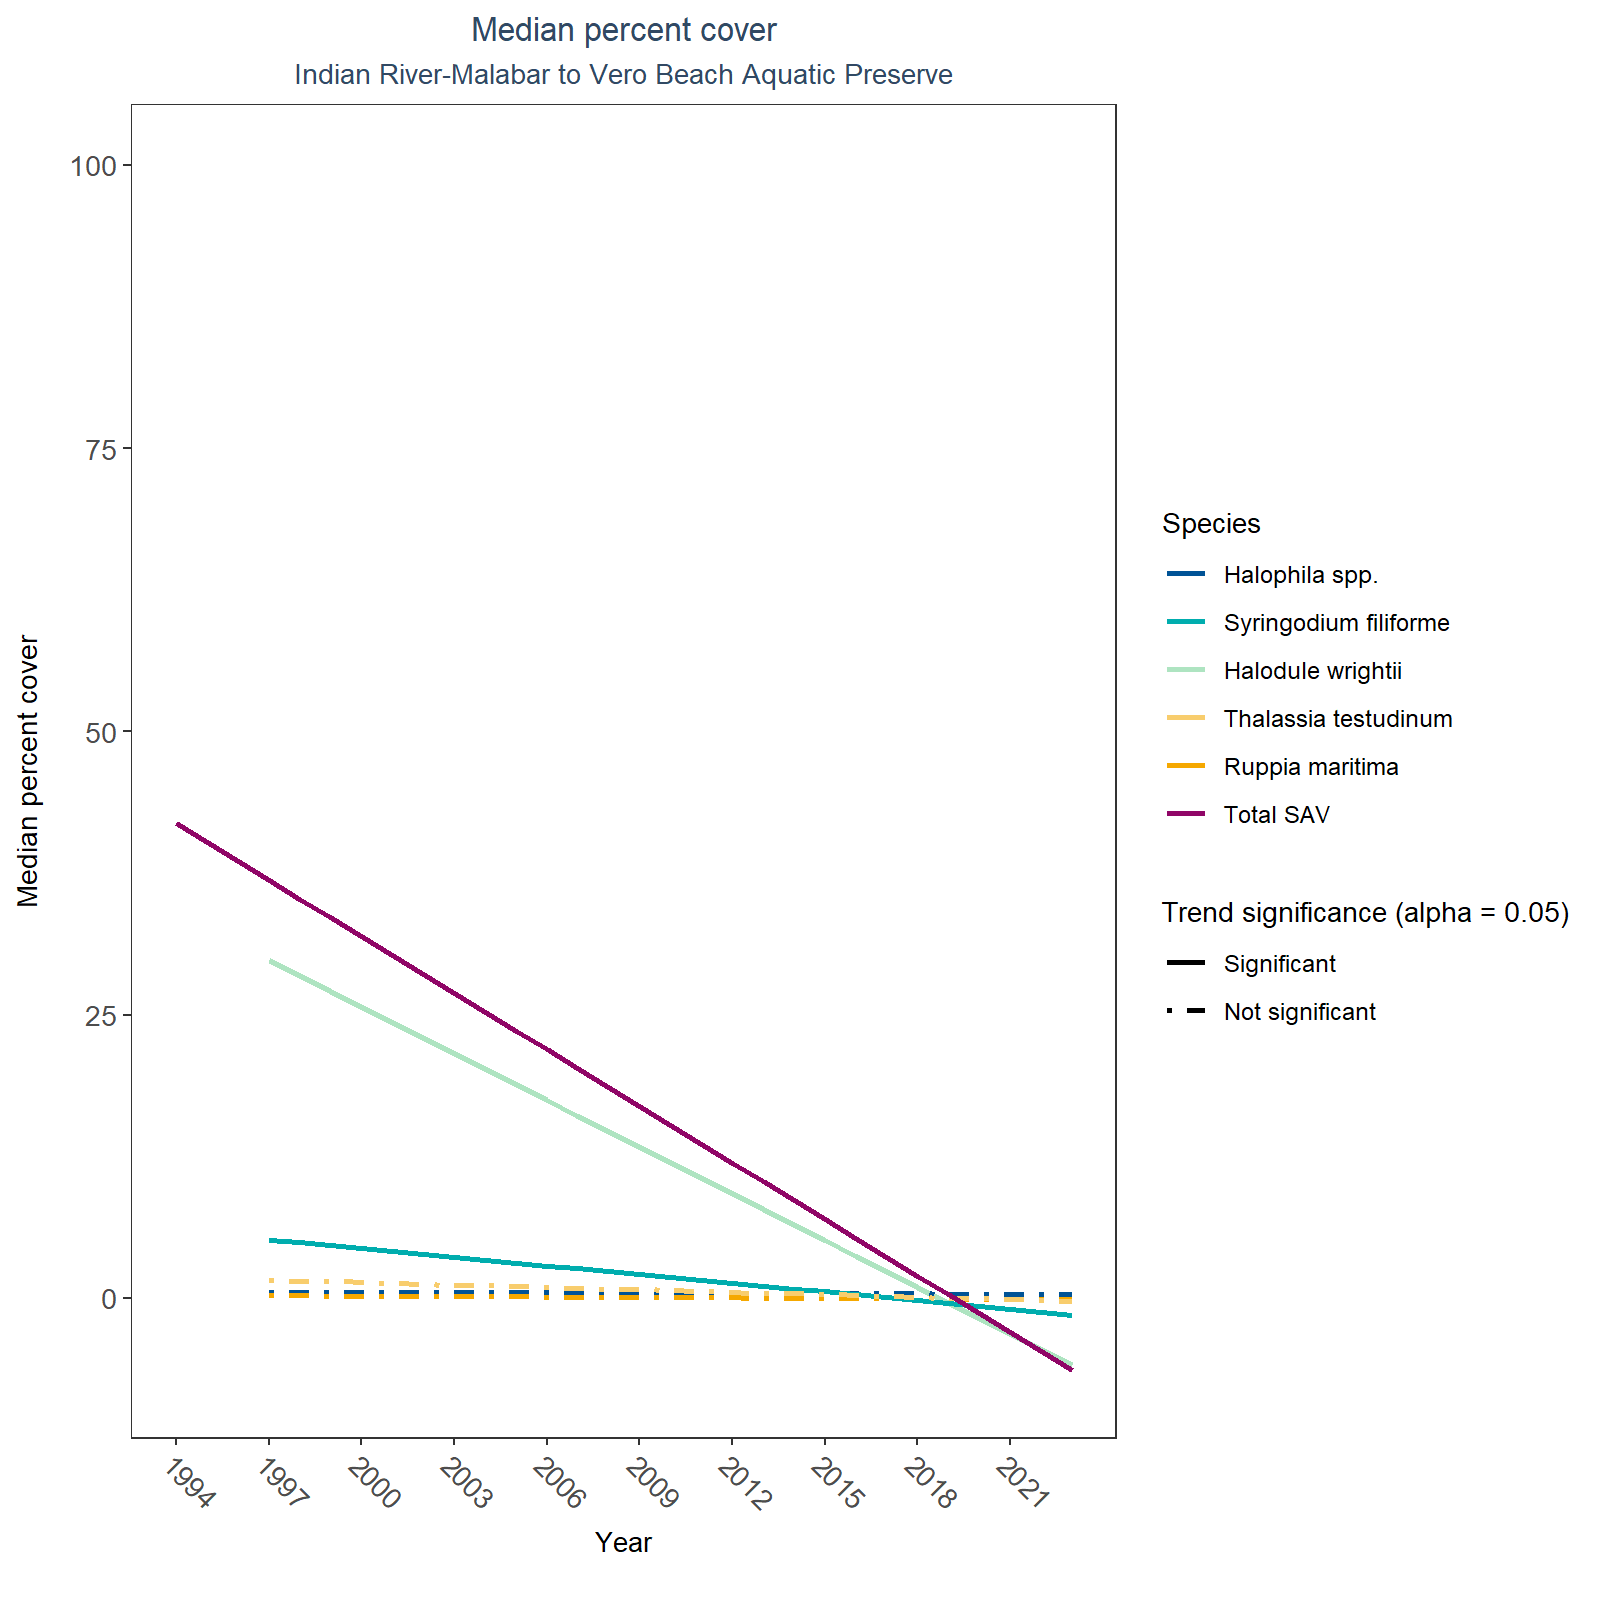 Median percent cover
Indian River-Malabar to Vero Beach Aquatic Preserve
Median percent cover
100
75
50
25
0
1994
1997
2000
2003
2006
2009
2012
2015
2018
2021
Year
Species
Halophila spp.
Syringodium filiforme
Halodule wrightii
Thalassia testudinum
Ruppia maritima
Total SAV
Trend significance (alpha = 0.05)
Significant
Not significant